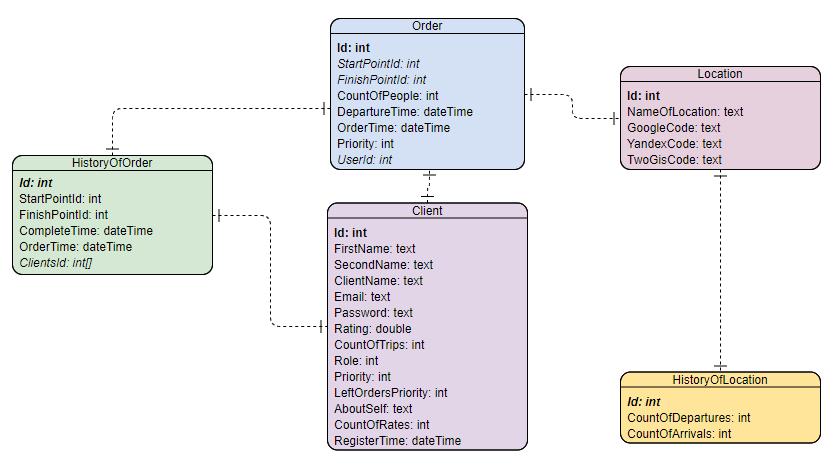 Order
Id: int
StartPointId: int
FinishPointId: int
CountOfPeople: int
DepartureTime: dateTime
OrderTime: dateTime
Priority: int
UserId: int
Location
Id: int
NameOfLocation: text
GoogleCode: text
YandexCode: text
TwoGisCode: text
HistoryOfOrder
Id: int
StartPointId: int
FinishPointId: int
CompleteTime: dateTime
OrderTime: dateTime
ClientsId: int[]
Client
Id: int
FirstName: text
SecondName: text
ClientName: text
Email: text
Password: text
Rating: double
CountOfTrips: int
Role: int
Priority: int
LeftOrdersPriority: int
AboutSelf: text
CountOfRates: int
RegisterTime: dateTime
HistoryOfLocation
Id: int
CountOfDepartures: int
CountOfArrivals: int